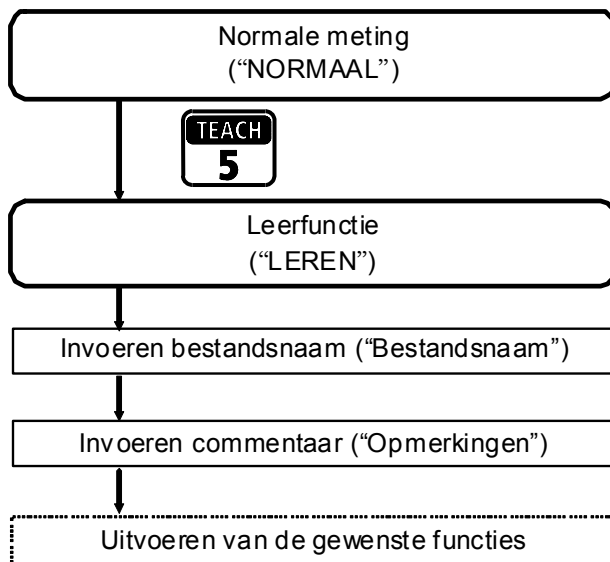 Normale meting
(“NORMAAL”)
TEACH
5
Leerfunctie
(“LEREN”)
Invoeren bestandsnaam (“Bestandsnaam”)
Invoeren commentaar (“Opmerkingen”)
Uitvoeren van de gewenste functies